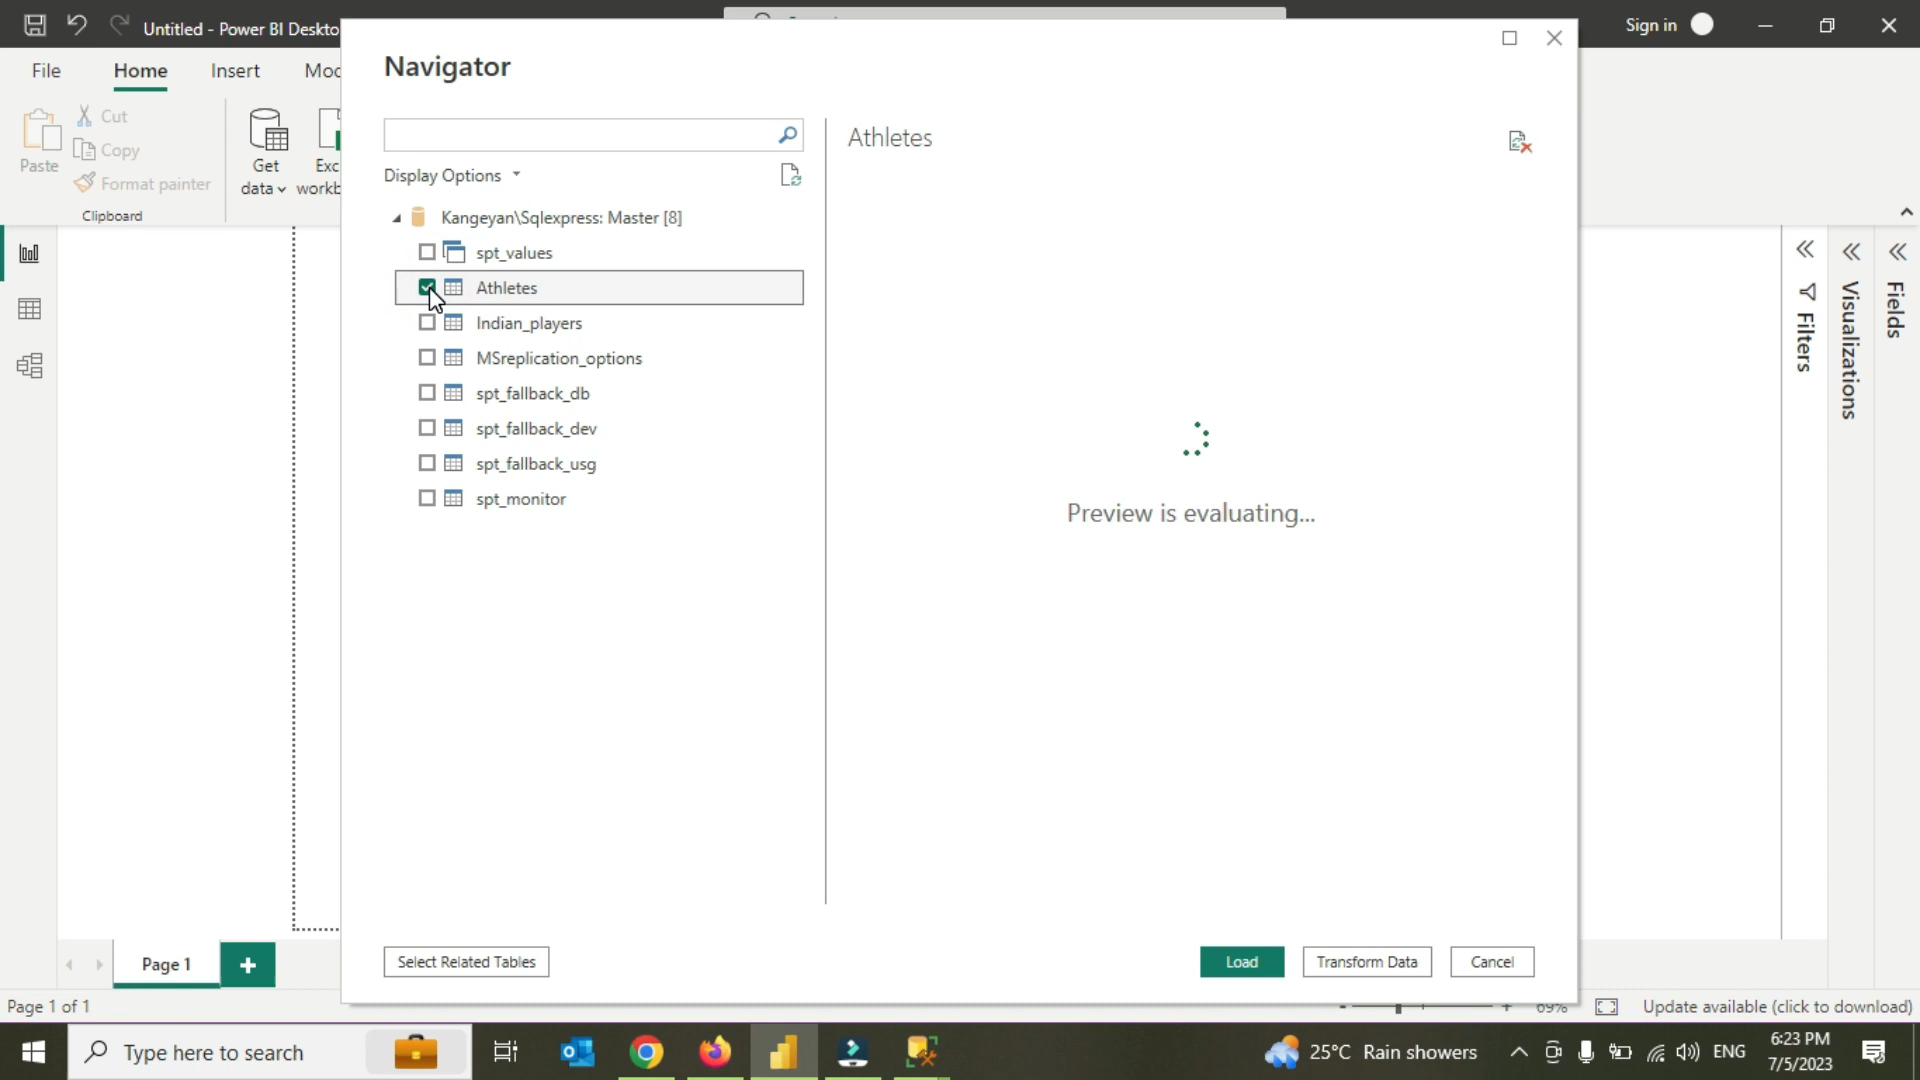 Untitled - Power BI Deskto
Sign in
File
Home
Insert
Mod
Paste
Cut
Copy
Format painter
Clipboard
Get
data
Exc
workb
Navigator
Display Options
Kangeyan\Sqlexpress: Master [8]
spt_values
Athletes
Indian_players
MSreplication_options
spt_fallback_db
spt_fallback_dev
spt_fallback_usg
spt_monitor
Athletes
Preview is evaluating...
Select Related Tables
Load
Transform Data
Cancel
Filters
Visualizations
Fields
Page 1
Page 1 of 1
69%
Update available (click to download)
Type here to search
25°C Rain showers
ENG
6:23 PM
7/5/2023